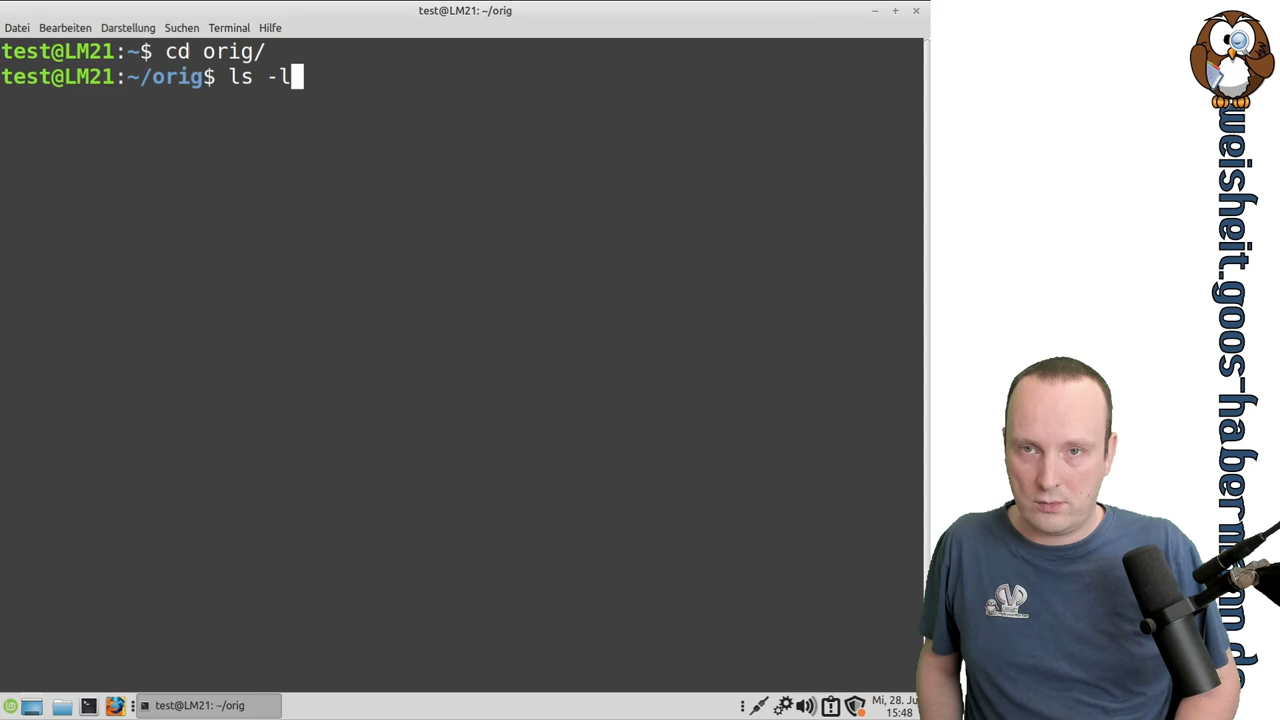 test@LM21: ~/orig
Datei Bearbeiten Darstellung Suchen Terminal Hilfe
test@LM21:~$ cd orig/
test@LM21:~/orig$ ls -l
weisheit.goos-habermann.de
test@LM21: ~/orig
Mi, 28. Ju
15:48